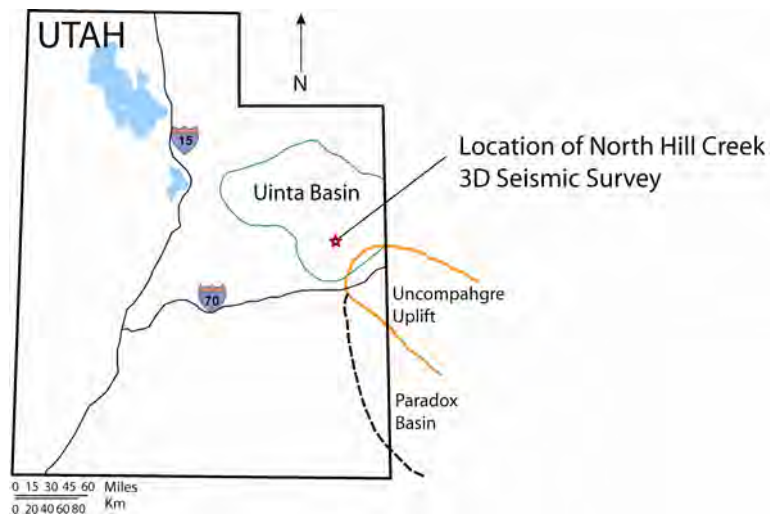 UTAH
N
15
Location of North Hill Creek
3D Seismic Survey
Uinta Basin
70
Uncompahgre
Uplift
Paradox
Basin
0 15 30 45 60 Miles
0 20 40 60 80 Km